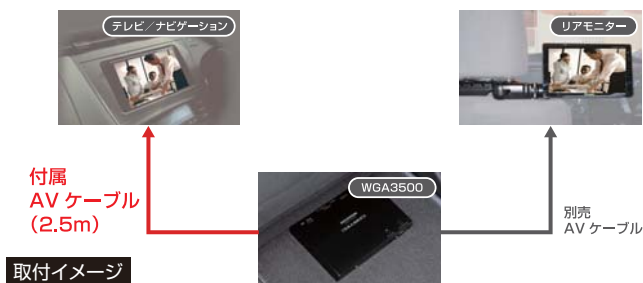 テレビ／ナビゲーション
リアモニター
付属
AV ケーブル
（2.5m）
WGA3500
別売
AV ケーブル
取付イメージ